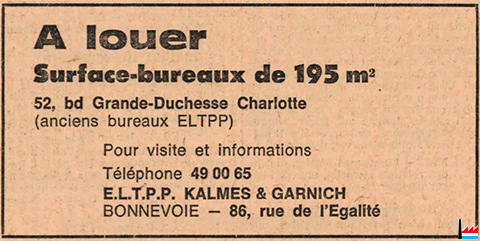 A louer
Surface-bureaux de 195 m²
52, bd Grande-Duchesse Charlotte
(anciens bureaux ELTPP)
Pour visite et informations
Téléphone 49 00 65
E.L.T.P.P. KALMES & GARNICH
BONNEVOIE — 86, rue de l'Egalité